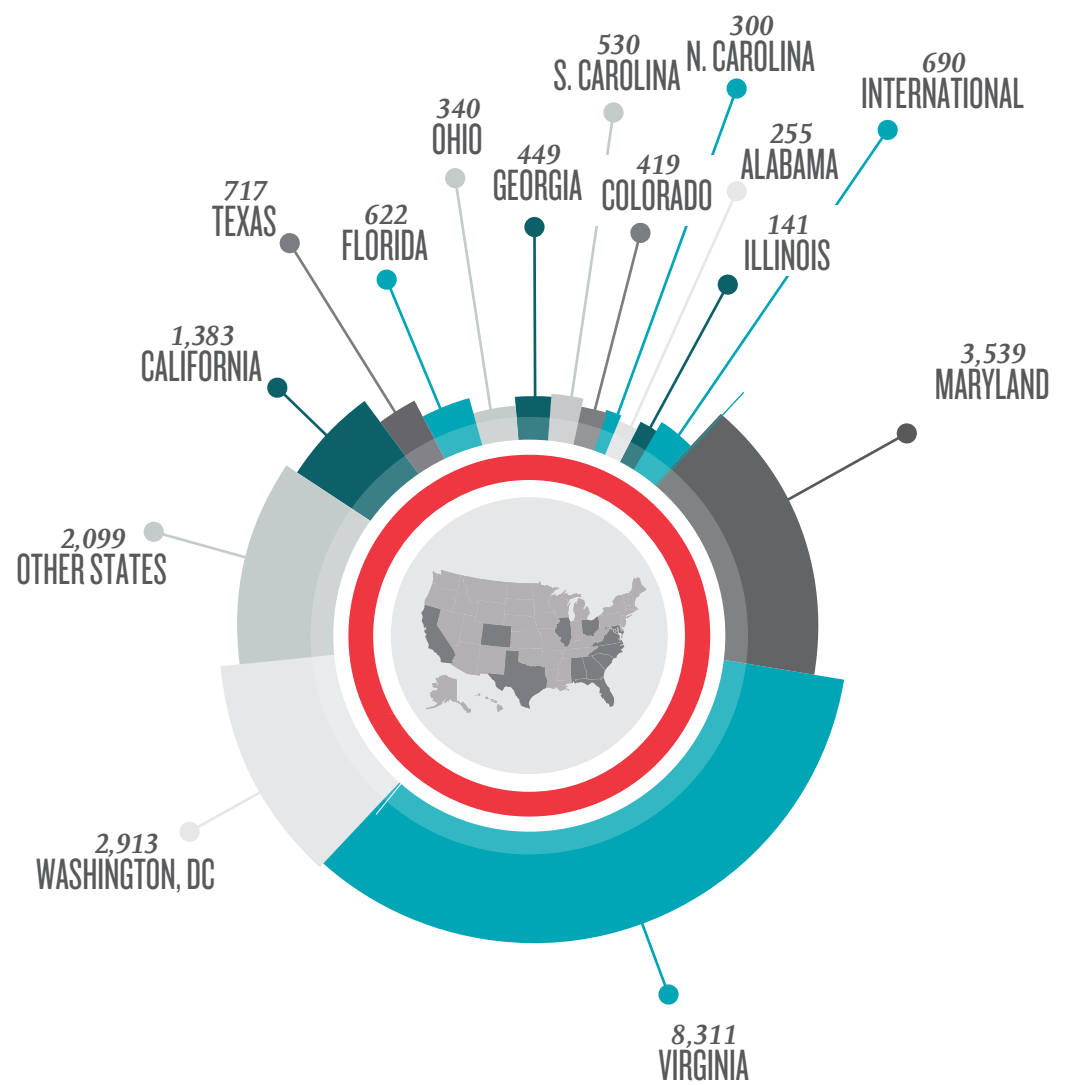 300
N. CAROLINA
530
S. CAROLINA
690
INTERNATIONAL
340
OHIO
255
ALABAMA
449
GEORGIA
419
COLORADO
717
TEXAS
622
FLORIDA
141
ILLINOIS
1,383
CALIFORNIA
3,539
MARYLAND
2,099
OTHER STATES
2,913
WASHINGTON, DC
8,311
VIRGINIA